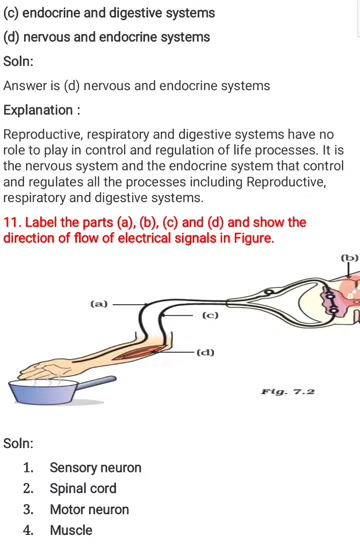 (c) endocrine and digestive systems
(d) nervous and endocrine systems
Soln:
Answer is (d) nervous and endocrine systems
Explanation :
Reproductive, respiratory and digestive systems have no
role to play in control and regulation of life processes. It is
the nervous system and the endocrine system that control
and regulates all the processes including Reproductive,
respiratory and digestive systems.
11. Label the parts (a), (b), (c) and (d) and show the
direction of flow of electrical signals in Figure.
(b)
(a)
(c)
(d)
Fig. 7.2
Soln:
1. Sensory neuron
2. Spinal cord
3. Motor neuron
4. Muscle